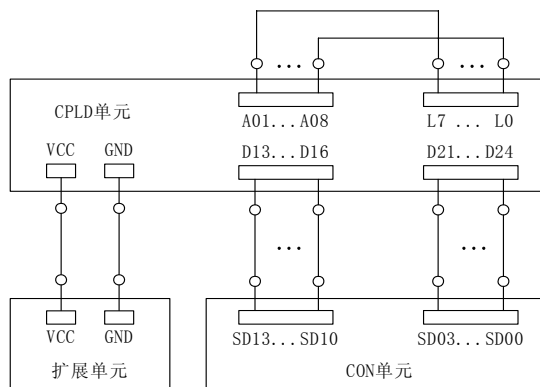 ... ...
CPLD单元
A01...A08 L7 ... L0
VCC GND D13...D16 D21...D24
... ...
VCC GND SD13...SD10 SD03...SD00
扩展单元 CON单元